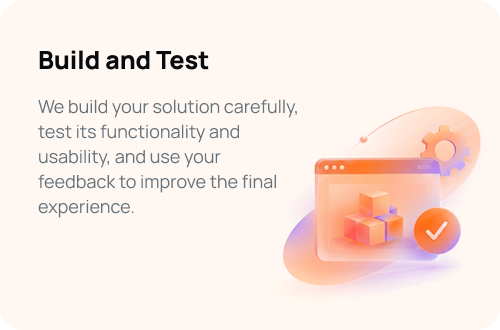 Build and Test
We build your solution carefully,
test its functionality and
usability, and use your
feedback to improve the final
experience.